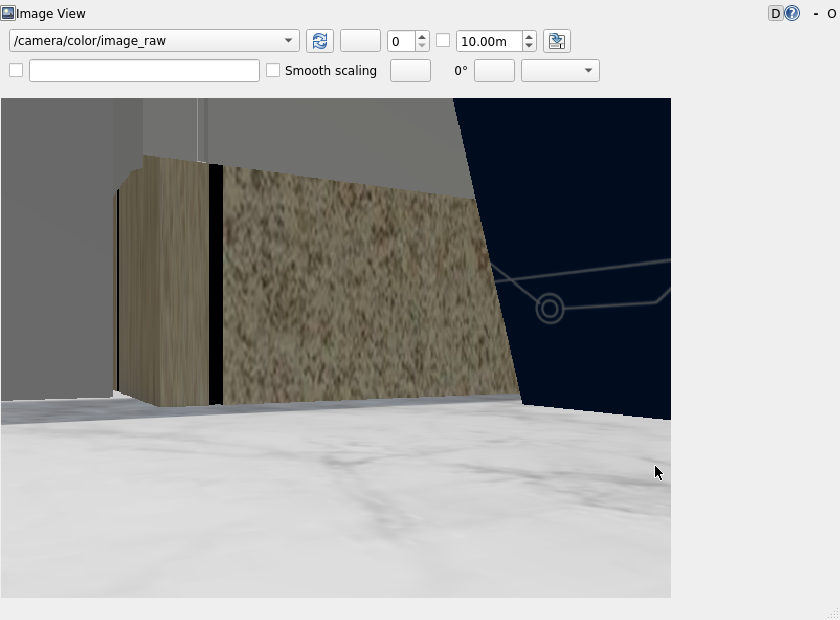 Image View
D
- O
/camera/color/image_raw
0
10.00m
Smooth scaling
0°